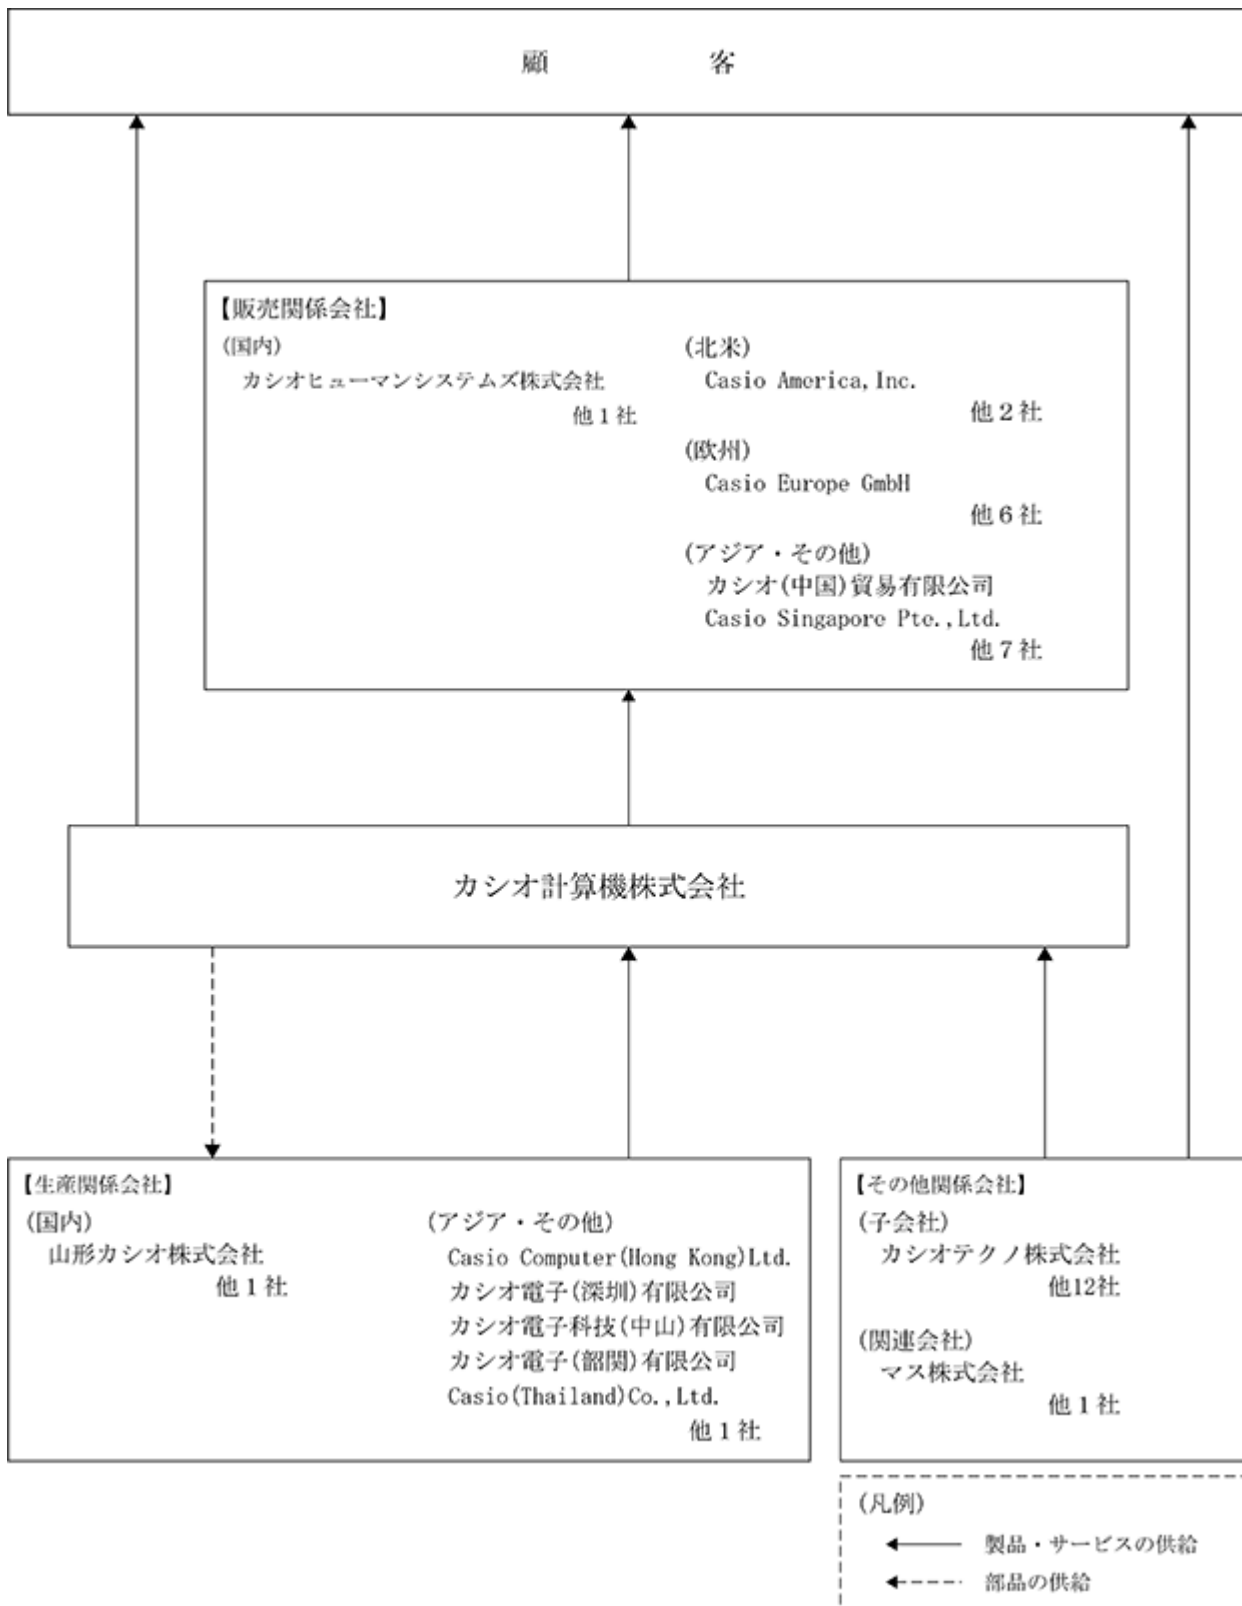 顧客
【販売関係会社】
(国内)
カシオヒューマンシステムズ株式会社
他1社
(北米)
Casio America,Inc.
他2社
(欧州)
Casio Europe GmbH
他6社
(アジア・その他)
カシオ(中国)貿易有限公司
Casio Singapore Pte.,Ltd.
他7社
カシオ計算機株式会社
【生産関係会社】
(国内)
山形カシオ株式会社
他1社
(アジア・その他)
Casio Computer(Hong Kong)Ltd.
カシオ電子(深圳)有限公司
カシオ電子科技(中山)有限公司
カシオ電子(韶関)有限公司
Casio(Thailand)Co.,Ltd.
他1社
【その他関係会社】
(子会社)
カシオテクノ株式会社
他12社
(関連会社)
マス株式会社
他1社
(凡例)
製品・サービスの供給
部品の供給